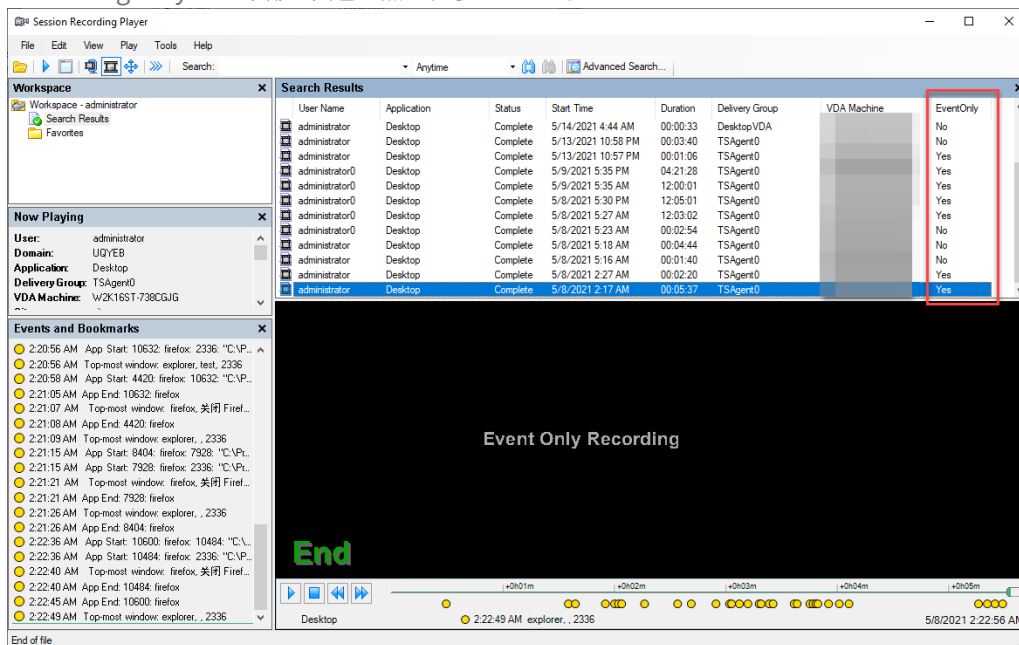 Session Recording Player
File Edit View Play Tools Help
Search: Anytime Advanced Search...
Workspace
Workspace - administrator
Search Results
Favorites
Search Results
User Name Application Status Start Time Duration Delivery Group VDA Machine EventOnly
administrator Desktop Complete 5/14/2021 4:44 AM 00:00:33 DesktopVDA No
administrator Desktop Complete 5/13/2021 10:58 PM 00:03:40 TSAgent0 No
administrator Desktop Complete 5/13/2021 10:57 PM 00:01:06 TSAgent0 Yes
administrator0 Desktop Complete 5/9/2021 5:35 PM 04:21:28 TSAgent0 Yes
administrator0 Desktop Complete 5/9/2021 5:35 AM 12:00:01 TSAgent0 Yes
administrator0 Desktop Complete 5/8/2021 5:30 PM 12:05:01 TSAgent0 Yes
administrator0 Desktop Complete 5/8/2021 5:27 AM 12:03:02 TSAgent0 Yes
administrator0 Desktop Complete 5/8/2021 5:23 AM 00:02:54 TSAgent0 No
administrator Desktop Complete 5/8/2021 5:18 AM 00:04:44 TSAgent0 No
administrator Desktop Complete 5/8/2021 5:16 AM 00:01:40 TSAgent0 No
administrator Desktop Complete 5/8/2021 2:27 AM 00:02:20 TSAgent0 Yes
administrator Desktop Complete 5/8/2021 2:17 AM 00:05:37 TSAgent0 Yes
Now Playing
User: administrator
Domain: UQYEB
Application: Desktop
Delivery Group: TSAgent0
VDA Machine: W2K16ST-738CGJG
Events and Bookmarks
2:20:56 AM App Start: 10632: firefox: 2336: "C:\P...
2:20:56 AM Top-most window: explorer, test, 2336
2:20:58 AM App Start: 4420: firefox: 10632: "C:\P...
2:21:05 AM App End: 10632: firefox
2:21:07 AM Top-most window: firefox, 关闭 Firef...
2:21:08 AM App End: 4420: firefox
2:21:09 AM Top-most window: explorer, , 2336
2:21:15 AM App Start: 8404: firefox: 7928: "C:\Pr...
2:21:15 AM App Start: 7928: firefox: 2336: "C:\Pr...
2:21:21 AM Top-most window: firefox, 关闭 Firef...
2:21:21 AM App End: 7928: firefox
2:21:26 AM Top-most window: explorer, , 2336
2:21:26 AM App End: 8404: firefox
2:22:36 AM App Start: 10600: firefox: 10484: "C:\...
2:22:36 AM App Start: 10484: firefox: 2336: "C:\P...
2:22:40 AM Top-most window: firefox, 关闭 Firef...
2:22:40 AM App End: 10484: firefox
2:22:45 AM App End: 10600: firefox
2:22:49 AM Top-most window: explorer, , 2336
Event Only Recording
End
+0h01m +0h02m +0h03m +0h04m +0h05m
Desktop 2:22:49 AM explorer, , 2336 5/8/2021 2:22:56 AM
End of file